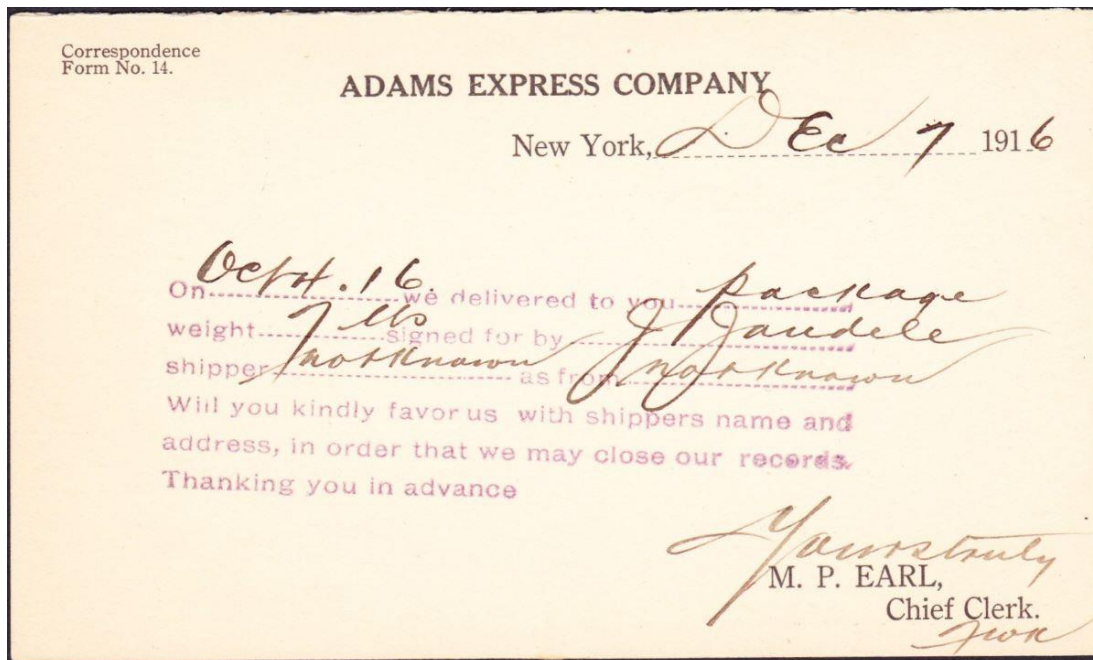 Correspondence
Form No. 14.
ADAMS EXPRESS COMPANY
New York, Dec 7 1916
On Oct 4. 16. we delivered to you package
weight 7 lbs signed for by J
shipper not Known as from not Known
Will you kindly favor us with shippers name and
address, in order that we may close our records.
Thanking you in advance
Yours truly
M. P. EARL,
Chief Clerk.